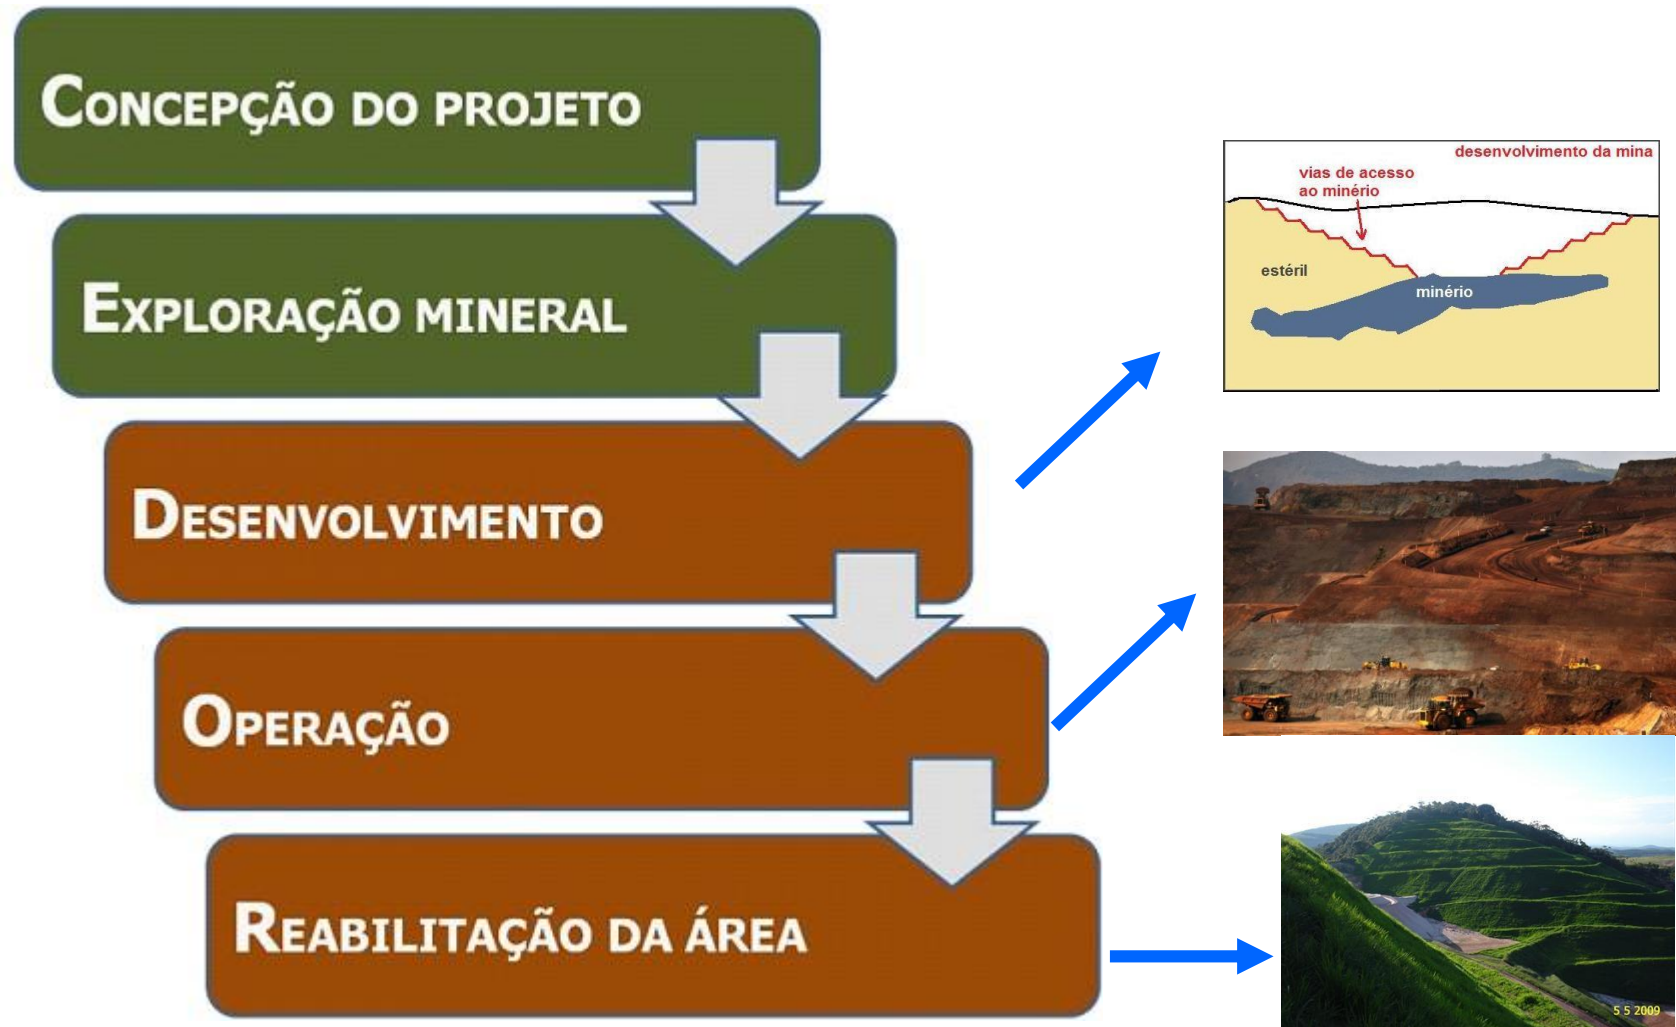 CONCEPÇÃO DO PROJETO
EXPLORAÇÃO MINERAL
DESENVOLVIMENTO
OPERAÇÃO
REABILITAÇÃO DA ÁREA
desenvolvimento da mina
vias de acesso
ao minério
estéril
minério
5 5 2009